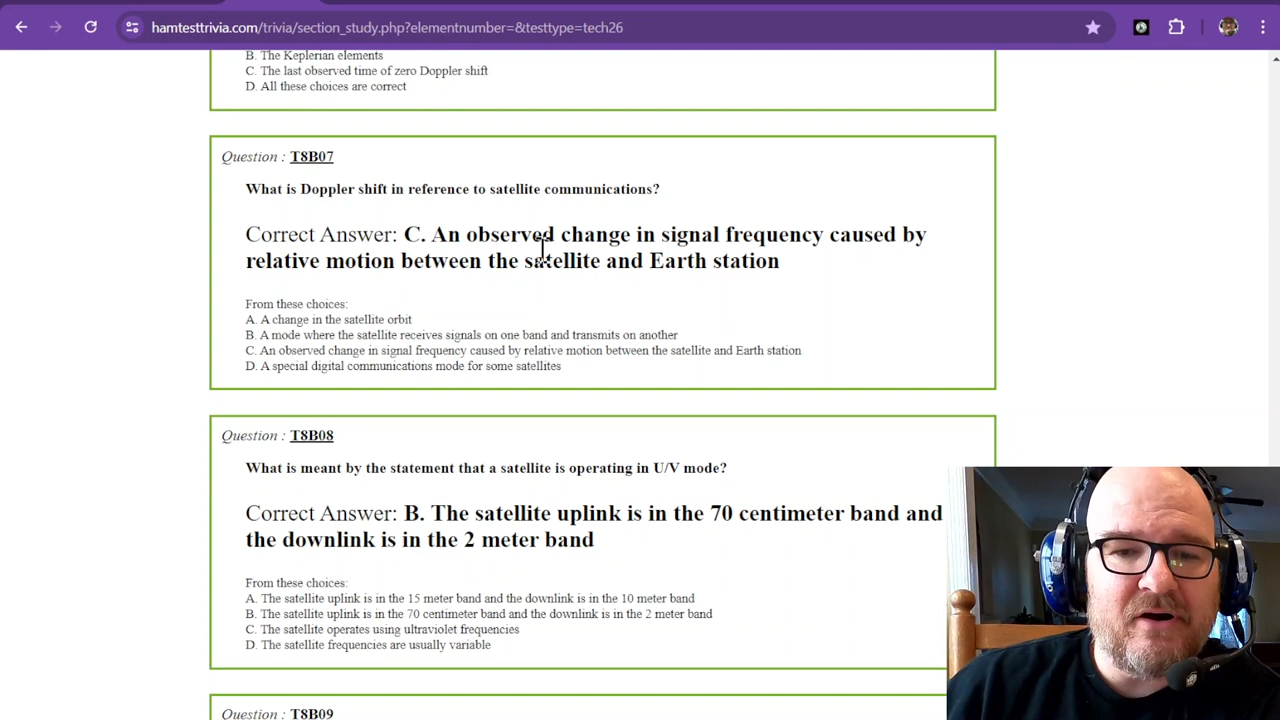 hamtesttrivia.com/trivia/section_study.php?elementnumber=&testtype=tech26
B. The Keplerian elements
C. The last observed time of zero Doppler shift
D. All these choices are correct
Question : T8B07
What is Doppler shift in reference to satellite communications?
Correct Answer: C. An observed change in signal frequency caused by
relative motion between the satellite and Earth station
From these choices:
A. A change in the satellite orbit
B. A mode where the satellite receives signals on one band and transmits on another
C. An observed change in signal frequency caused by relative motion between the satellite and Earth station
D. A special digital communications mode for some satellites
Question : T8B08
What is meant by the statement that a satellite is operating in U/V mode?
Correct Answer: B. The satellite uplink is in the 70 centimeter band and
the downlink is in the 2 meter band
From these choices:
A. The satellite uplink is in the 15 meter band and the downlink is in the 10 meter band
B. The satellite uplink is in the 70 centimeter band and the downlink is in the 2 meter band
C. The satellite operates using ultraviolet frequencies
D. The satellite frequencies are usually variable
Question : T8B09